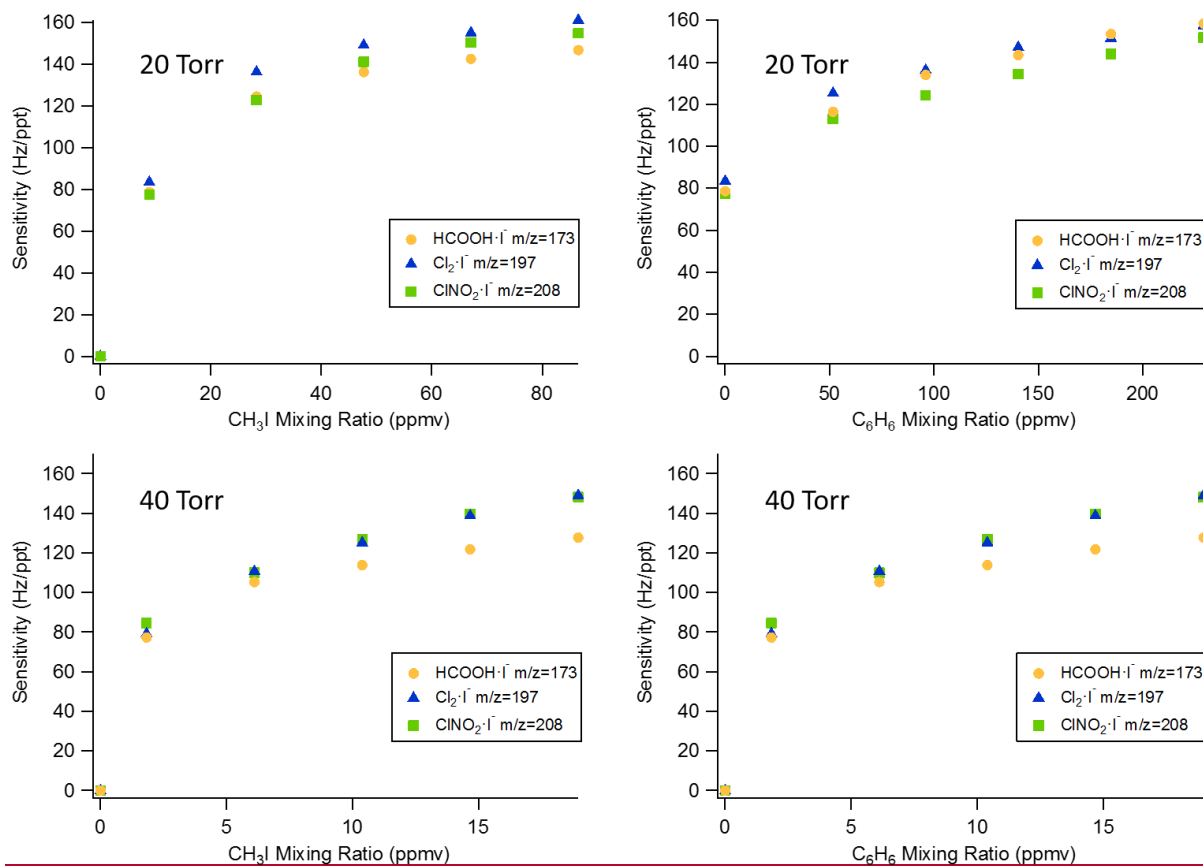 160
140
120
100
80
60
40
20
0
Sensitivity (Hz/ppt)
20 Torr
HCOOH·I⁻ m/z=173
Cl₂·I⁻ m/z=197
ClNO₂·I⁻ m/z=208
0 20 40 60 80
CH₃I Mixing Ratio (ppmv)
160
140
120
100
80
60
40
20
0
Sensitivity (Hz/ppt)
20 Torr
HCOOH·I⁻ m/z=173
Cl₂·I⁻ m/z=197
ClNO₂·I⁻ m/z=208
0 50 100 150 200
C₆H₆ Mixing Ratio (ppmv)
160
140
120
100
80
60
40
20
0
Sensitivity (Hz/ppt)
40 Torr
HCOOH·I⁻ m/z=173
Cl₂·I⁻ m/z=197
ClNO₂·I⁻ m/z=208
0 5 10 15
CH₃I Mixing Ratio (ppmv)
160
140
120
100
80
60
40
20
0
Sensitivity (Hz/ppt)
40 Torr
HCOOH·I⁻ m/z=173
Cl₂·I⁻ m/z=197
ClNO₂·I⁻ m/z=208
0 5 10 15
C₆H₆ Mixing Ratio (ppmv)